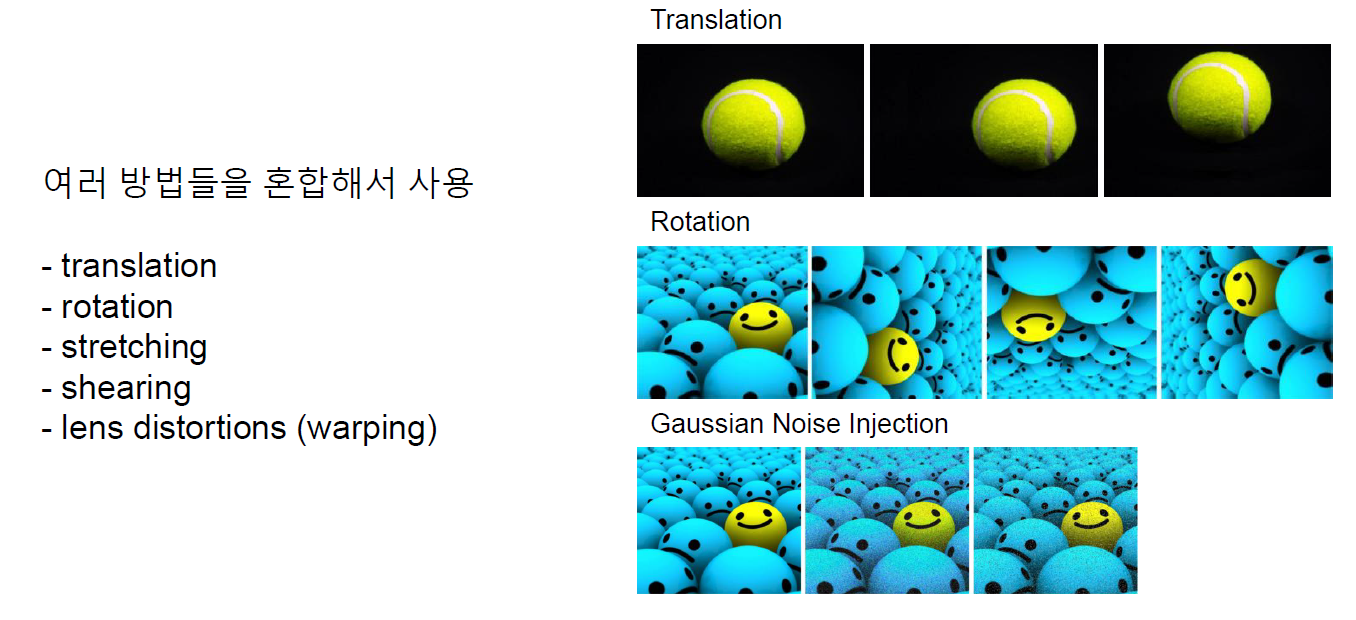 여러 방법들을 혼합해서 사용
- translation
- rotation
- stretching
- shearing
- lens distortions (warping)
Translation
Rotation
Gaussian Noise Injection